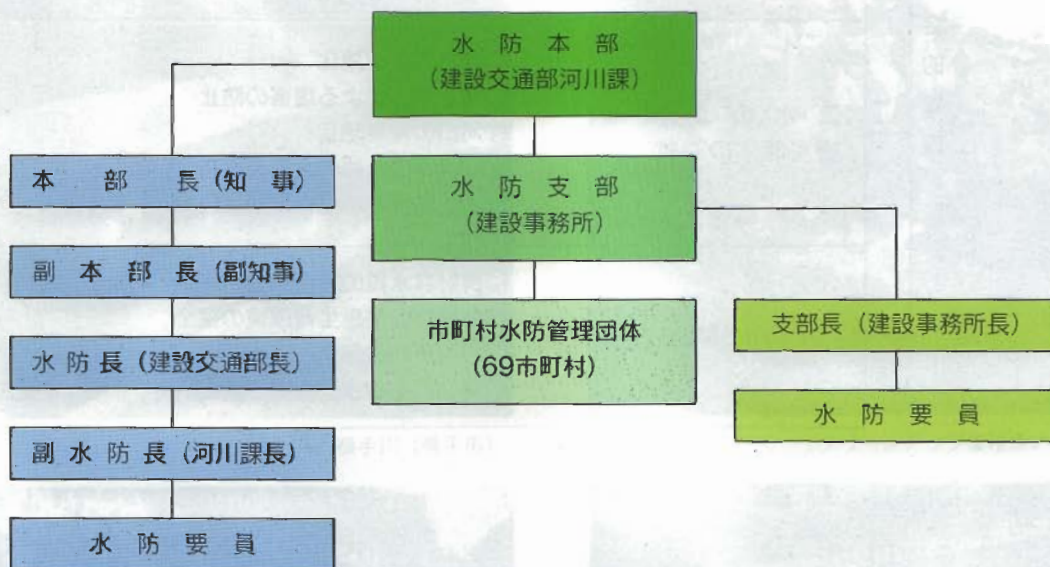 水防本部
(建設交通部河川課)
本部長(知事)
副本部長(副知事)
水防長(建設交通部長)
副水防長(河川課長)
水防要員
水防支部
(建設事務所)
市町村水防管理団体
(69市町村)
支部長(建設事務所長)
水防要員